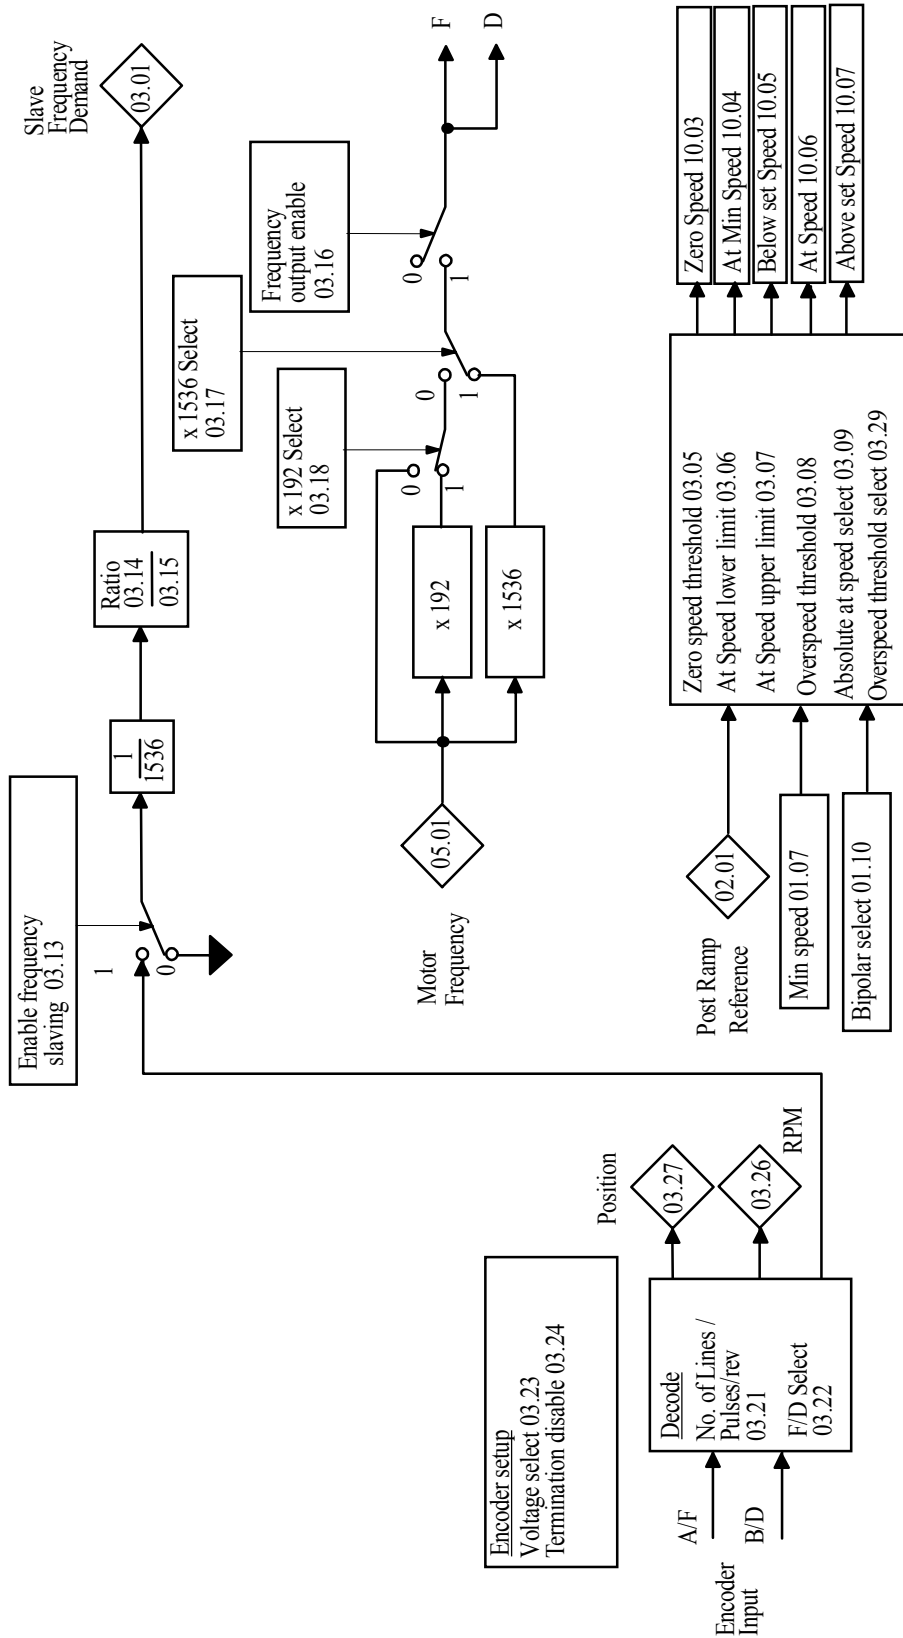 Encoder
Input
A/F
B/D
Encoder setup
Voltage select 03.23
Termination disable 03.24
Decode
No. of Lines /
Pulses/rev
03.21
F/D Select
03.22
Position
03.27
03.26
RPM
Enable frequency
slaving 03.13
1
0
1
1536
Ratio
03.14
03.15
Slave
Frequency
Demand
03.01
Motor
Frequency
05.01
x 192
x 1536
x 192 Select
03.18
0
1
x 1536 Select
03.17
0
1
Frequency
output enable
03.16
0
1
F
D
Post Ramp
Reference
02.01
Min speed 01.07
Bipolar select 01.10
Zero speed threshold 03.05
At Speed lower limit 03.06
At Speed upper limit 03.07
Overspeed threshold 03.08
Absolute at speed select 03.09
Overspeed threshold select 03.29
Zero Speed 10.03
At Min Speed 10.04
Below set Speed 10.05
At Speed 10.06
Above set Speed 10.07